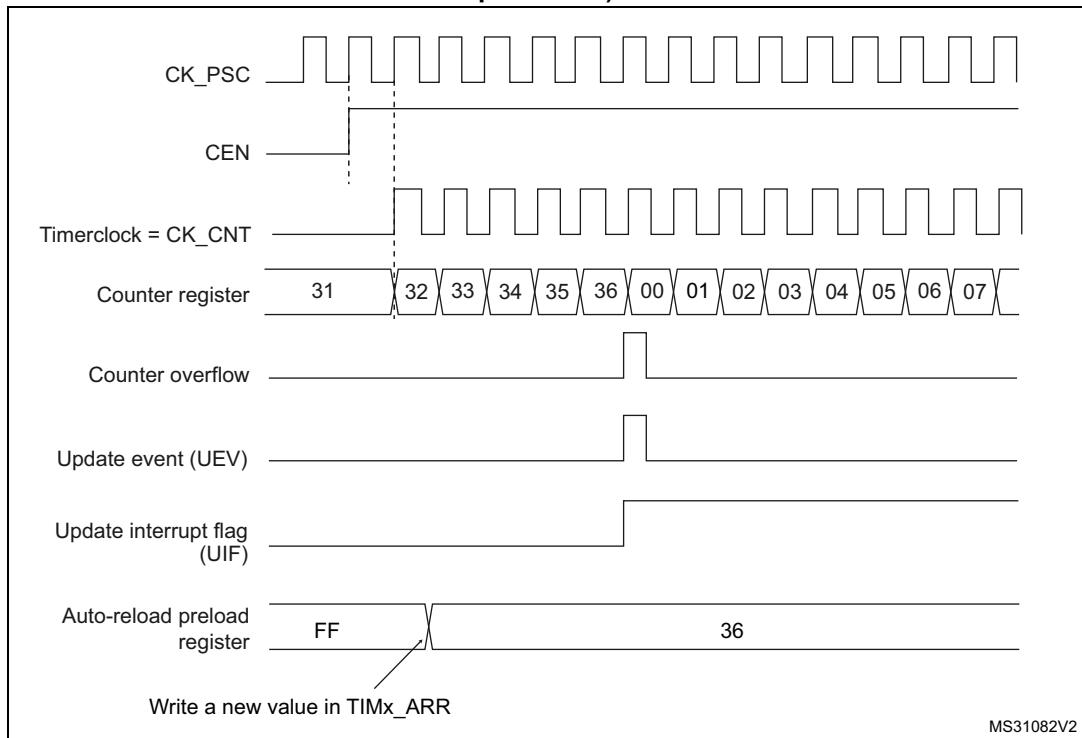 CK_PSC
CEN
Timerclock = CK_CNT
Counter register 31 32 33 34 35 36 00 01 02 03 04 05 06 07
Counter overflow
Update event (UEV)
Update interrupt flag
(UIF)
Auto-reload preload
register FF 36
Write a new value in TIMx_ARR
MS31082V2